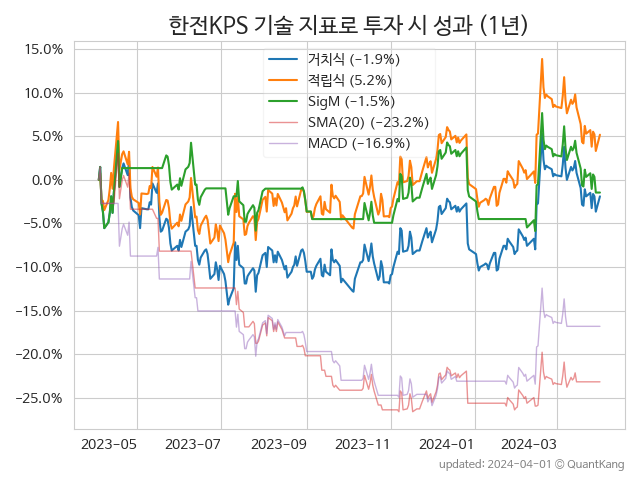 한전KPS 기술 지표로 투자 시 성과 (1년)
15.0%
10.0%
5.0%
0.0%
−5.0%
−10.0%
−15.0%
−20.0%
−25.0%
거치식 (−1.9%)
적립식 (5.2%)
SigM (−1.5%)
SMA(20) (−23.2%)
MACD (−16.9%)
2023-05 2023-07 2023-09 2023-11 2024-01 2024-03
updated: 2024-04-01 © QuantKang